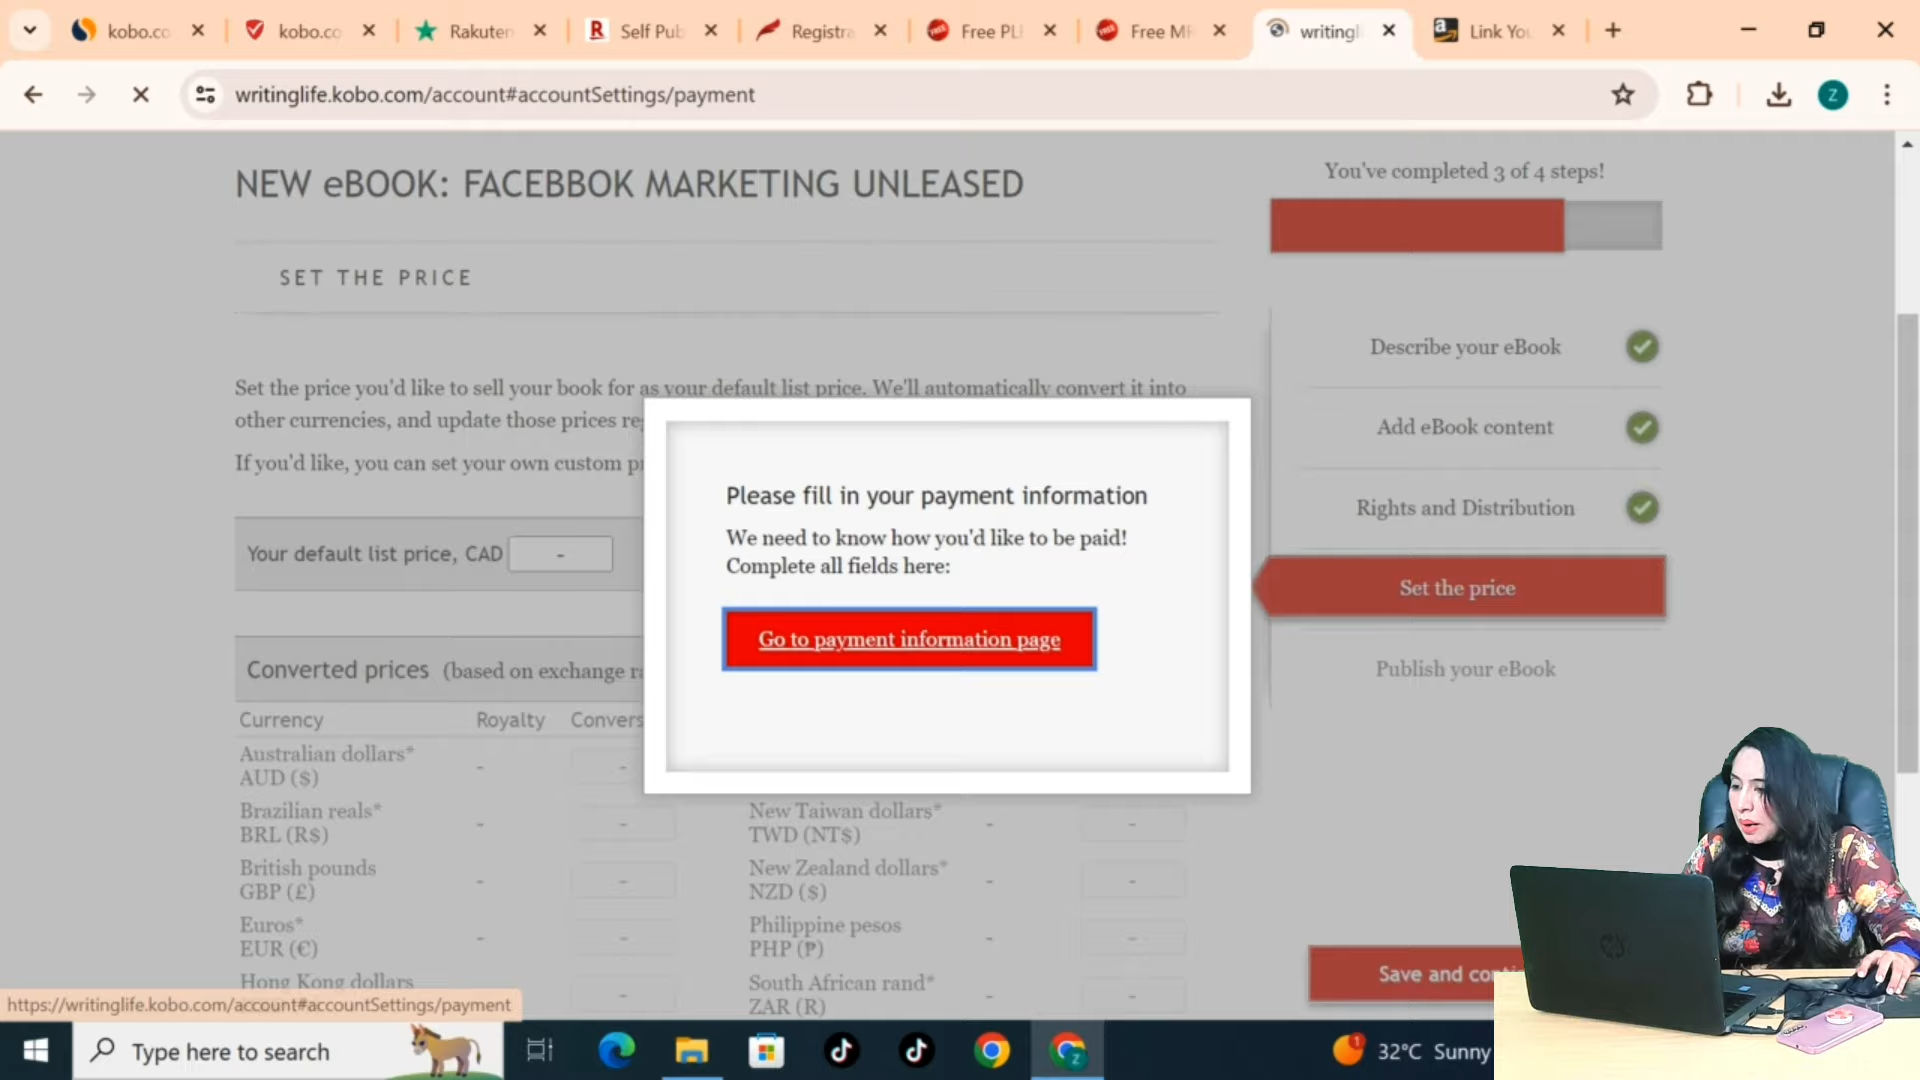 kobo.co
kobo.co
Rakuten
Self Pub
Registra
Free PL
Free M
writingl
Link You
writinglife.kobo.com/account#accountSettings/payment
Z
NEW eBOOK: FACEBBOK MARKETING UNLEASED
SET THE PRICE
Set the price you'd like to sell your book for as your default list price. We'll automatically convert it into
other currencies, and update those prices re
If you'd like, you can set your own custom p
Your default list price, CAD -
Converted prices (based on exchange ra
Currency Royalty Convers
Australian dollars*
AUD ($) - -
Brazilian reals*
BRL (R$) - -
British pounds
GBP (£) - -
Euros*
EUR (€) - -
Hong Kong dollars
-
New Taiwan dollars*
TWD (NT$) - -
New Zealand dollars*
NZD ($) - -
Philippine pesos
PHP (₱) - -
South African rand*
ZAR (R) - -
Please fill in your payment information
We need to know how you'd like to be paid!
Complete all fields here:
Go to payment information page
You've completed 3 of 4 steps!
Describe your eBook
Add eBook content
Rights and Distribution
Set the price
Publish your eBook
Save and con
https://writinglife.kobo.com/account#accountSettings/payment
Type here to search
1
32°C Sunny